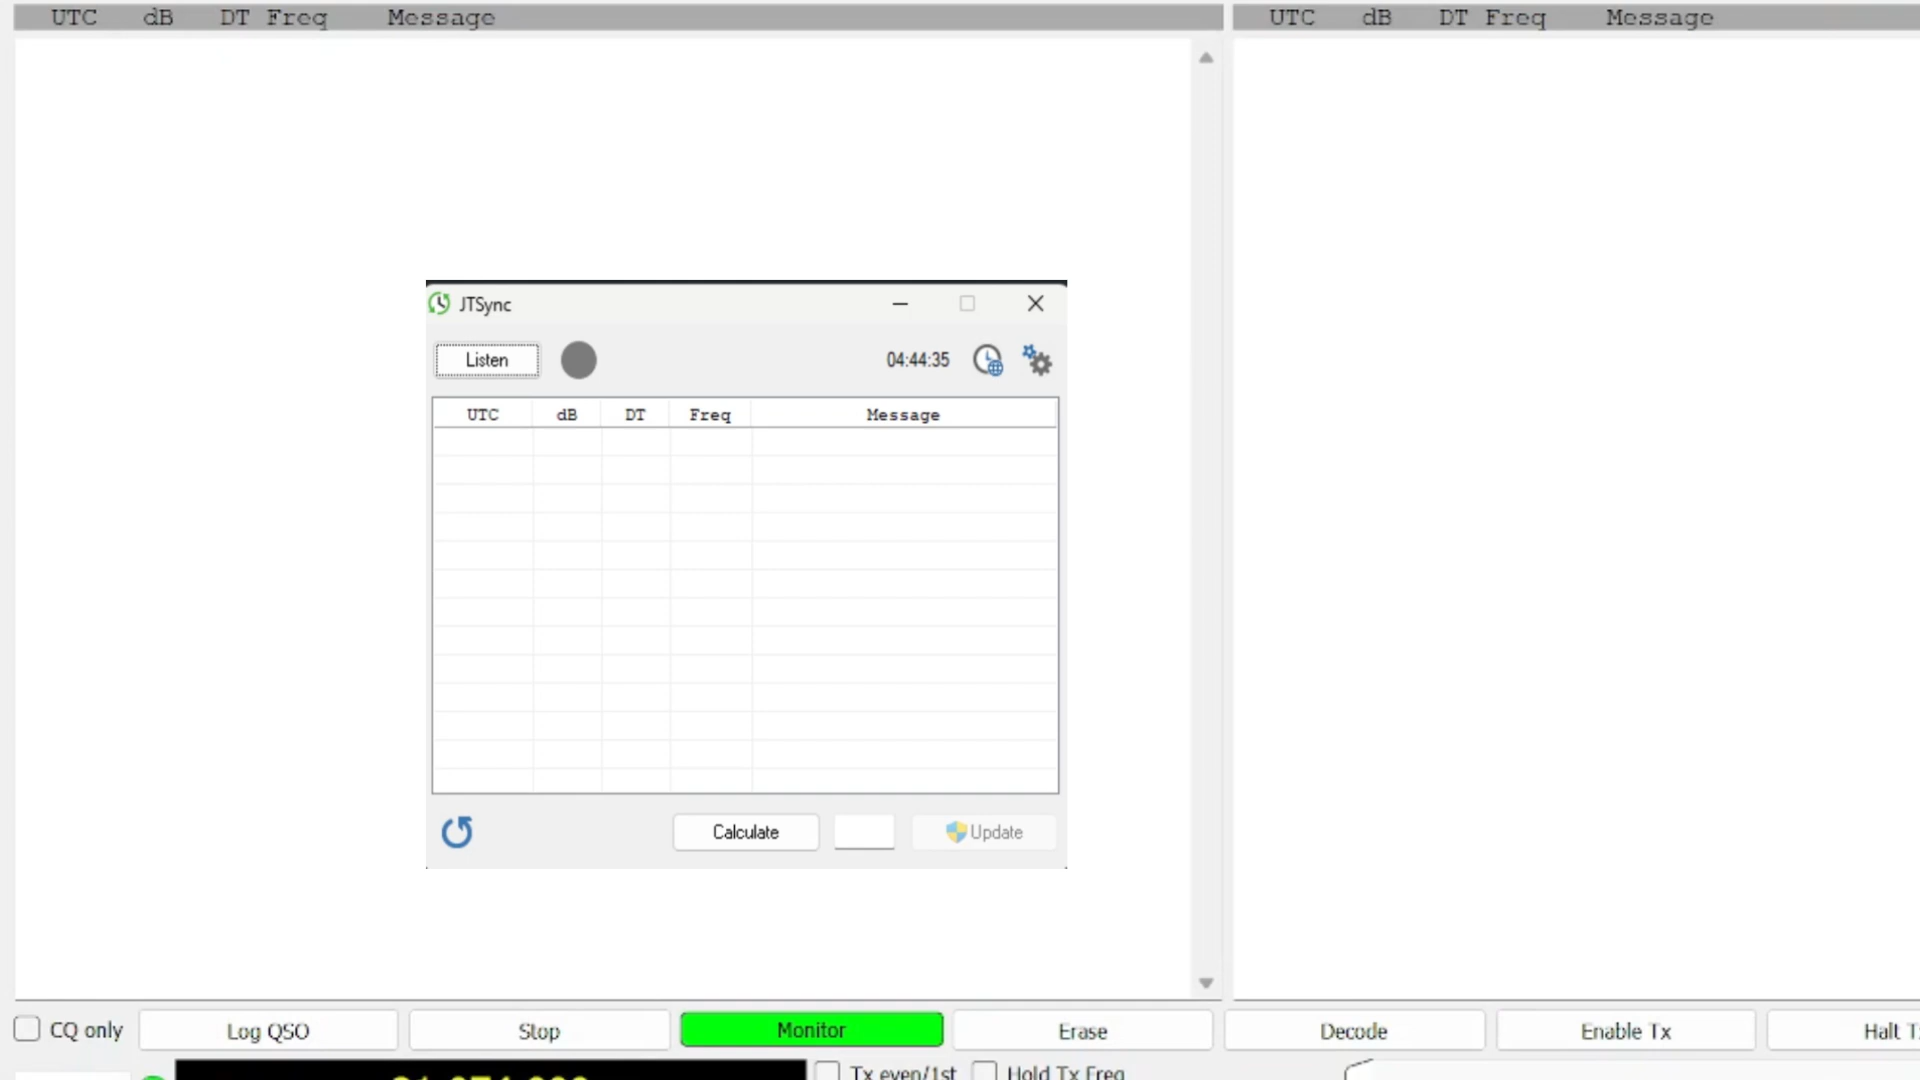 UTC dB DT Freq Message
UTC dB DT Freq Message
JTSync
Listen 04:44:35
UTC dB DT Freq Message
Calculate Update
CQ only Log QSO Stop Monitor Erase Decode Enable Tx Halt T
Tx even/1st Hold Tx Freq